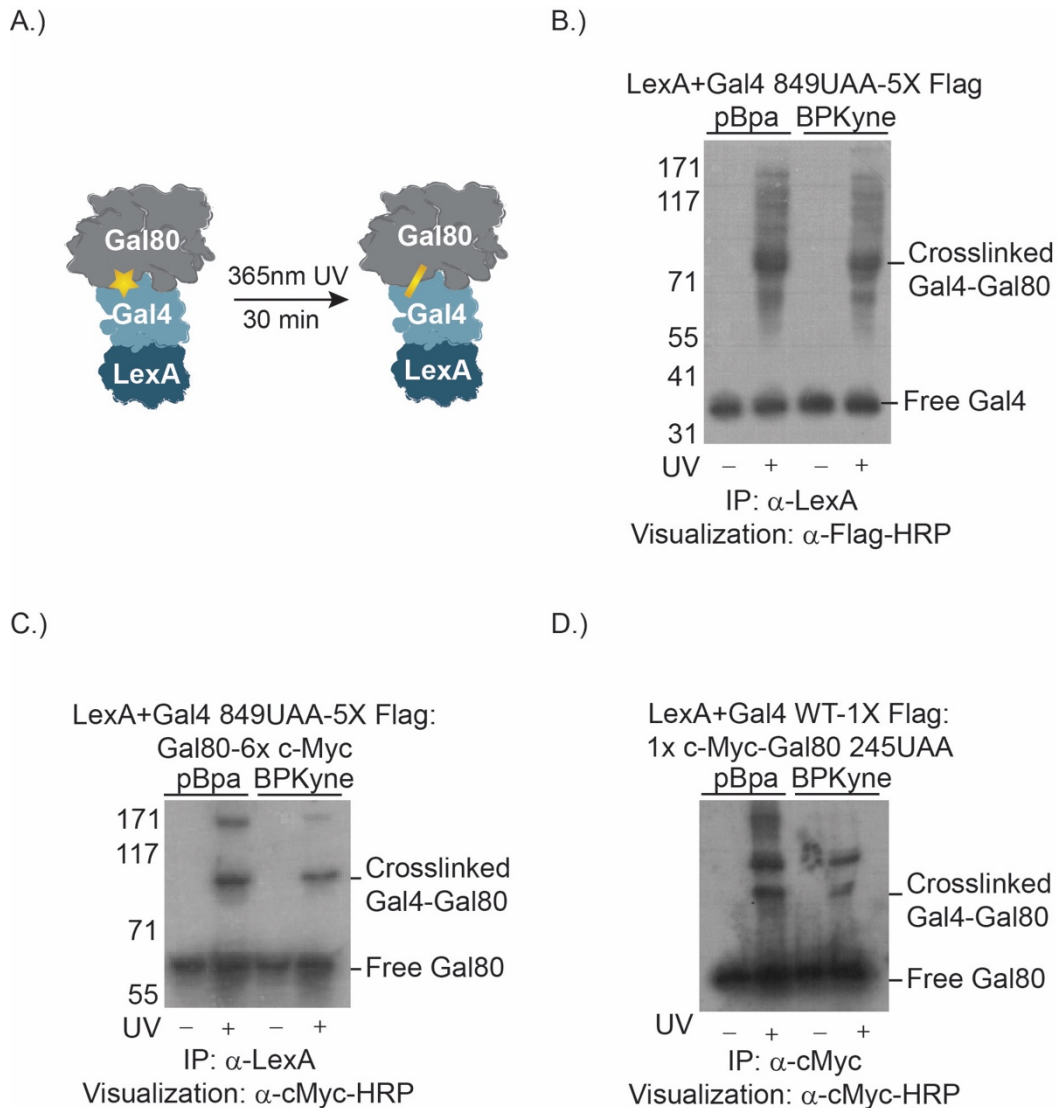 A.)
Gal80
Gal4
LexA
365nm UV
30 min
Gal80
Gal4
LexA
B.)
LexA+Gal4 849UAA-5X Flag
pBpa BPKyne
171
117
71
55
41
31
Crosslinked
Gal4-Gal80
Free Gal4
UV – + – +
IP: α-LexA
Visualization: α-Flag-HRP
C.)
LexA+Gal4 849UAA-5X Flag:
Gal80-6x c-Myc
pBpa BPKyne
171
117
71
55
Crosslinked
Gal4-Gal80
Free Gal80
UV – + – +
IP: α-LexA
Visualization: α-cMyc-HRP
D.)
LexA+Gal4 WT-1X Flag:
1x c-Myc-Gal80 245UAA
pBpa BPKyne
Crosslinked
Gal4-Gal80
Free Gal80
UV – + – +
IP: α-cMyc
Visualization: α-cMyc-HRP